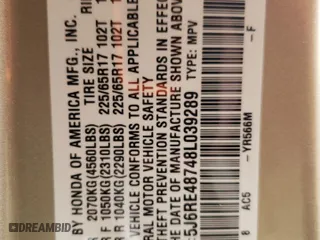 BY HONDA OF AMERICA MFG., INC.
TIRE SIZE RI
2070KG(4560LBS)
F 1050KG(2310LBS) 225/65R17 102T
R 1040KG(2290LBS) 225/65R17 102T
VEHICLE CONFORMS TO ALL APPLICABLE
MOTOR VEHICLE SAFETY
THEFT PREVENTION STANDARDS IN EFFE
DATE OF MANUFACTURE SHOWN ABOV
5J6RE48748L039289 TYPE: MPV
AC5 -YR566M -F
DREAMBID